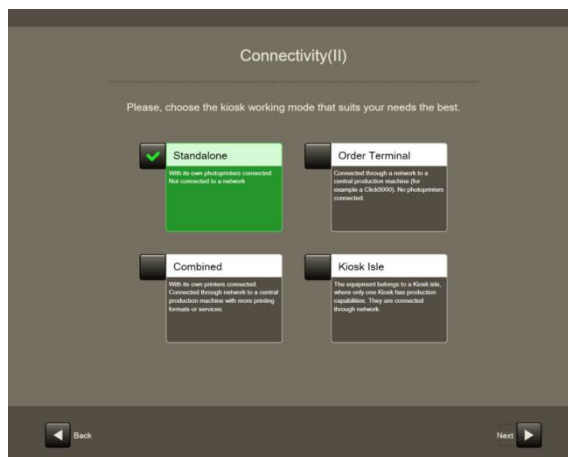 Connectivity(II)
Please, choose the kiosk working mode that suits your needs the best.
Standalone
With its own photoprinters connected.
Not connected to a network
Order Terminal
Connected through a network to a
central production machine (for
example a Click5000). No photoprinters
connected.
Combined
With its own printers connected.
Connected through network to a central
production machine with more printing
formats or services.
Kiosk Isle
The equipment belongs to a Kiosk isle,
where only one Kiosk has production
capabilities. They are connected
through network.
Back
Next